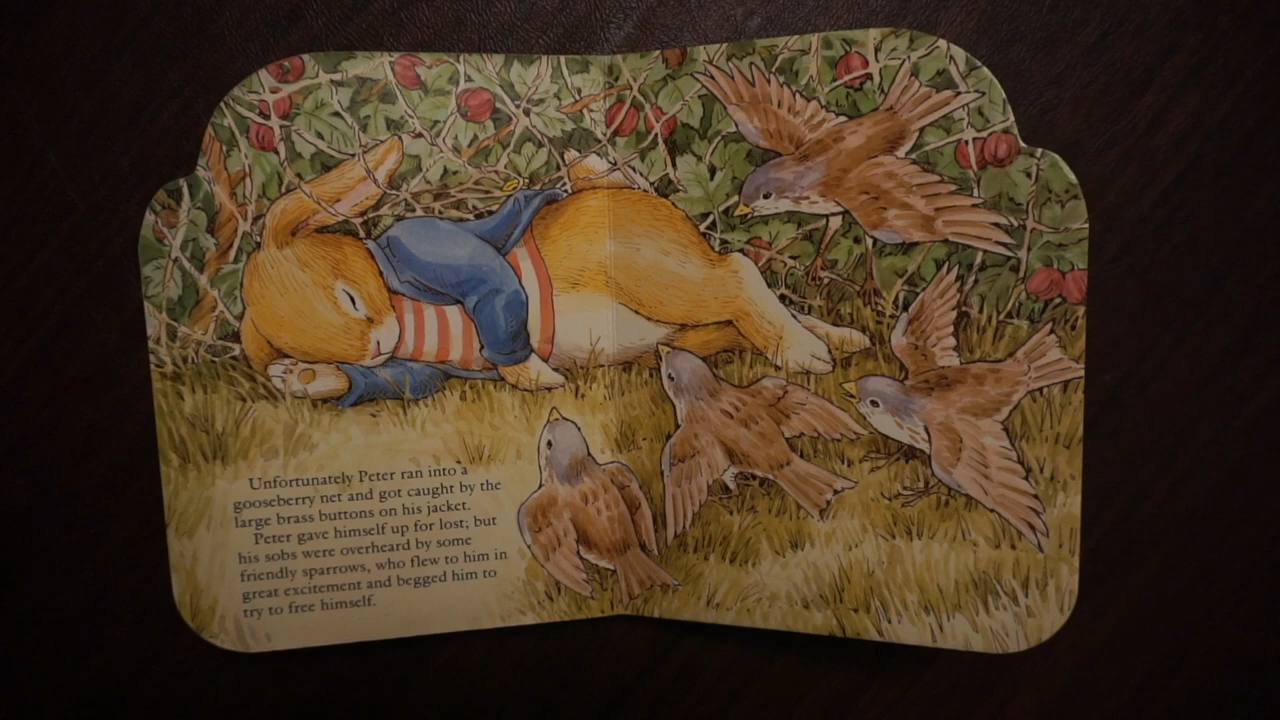 Unfortunately Peter ran into a
gooseberry net and got caught by the
large brass buttons on his jacket.
Peter gave himself up for lost; but
his sobs were overheard by some
friendly sparrows, who flew to him in
great excitement and begged him to
try to free himself.